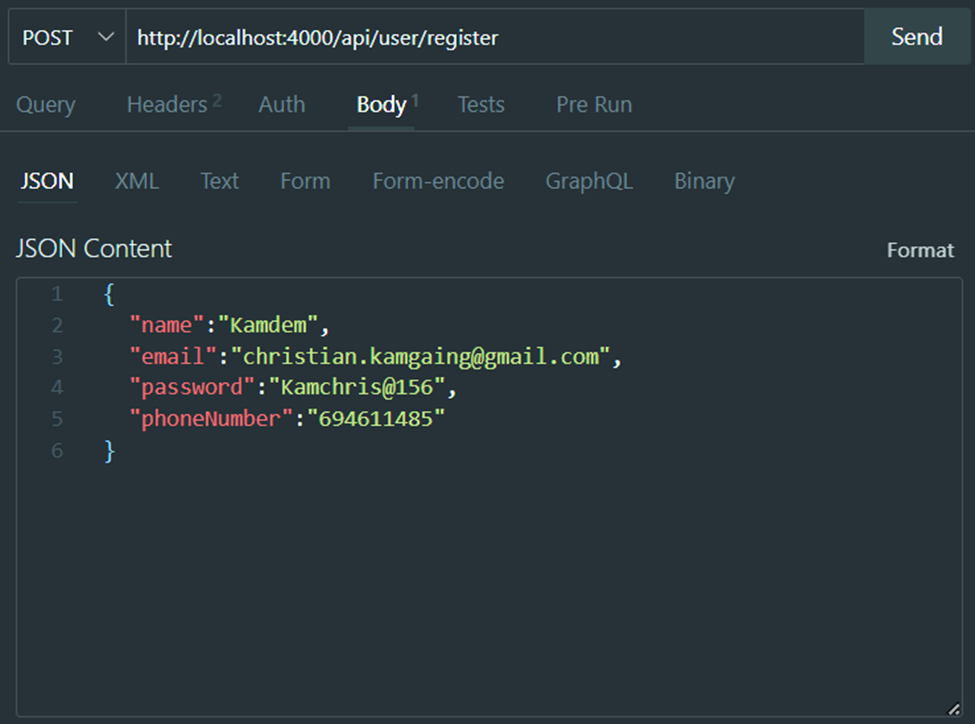 POST http://localhost:4000/api/user/register Send
Query Headers 2 Auth Body 1 Tests Pre Run
JSON XML Text Form Form-encode GraphQL Binary
JSON Content Format
1 {
2 "name":"Kamdem",
3 "email":"christian.kamgaing@gmail.com",
4 "password":"Kamchris@156",
5 "phoneNumber":"694611485"
6 }